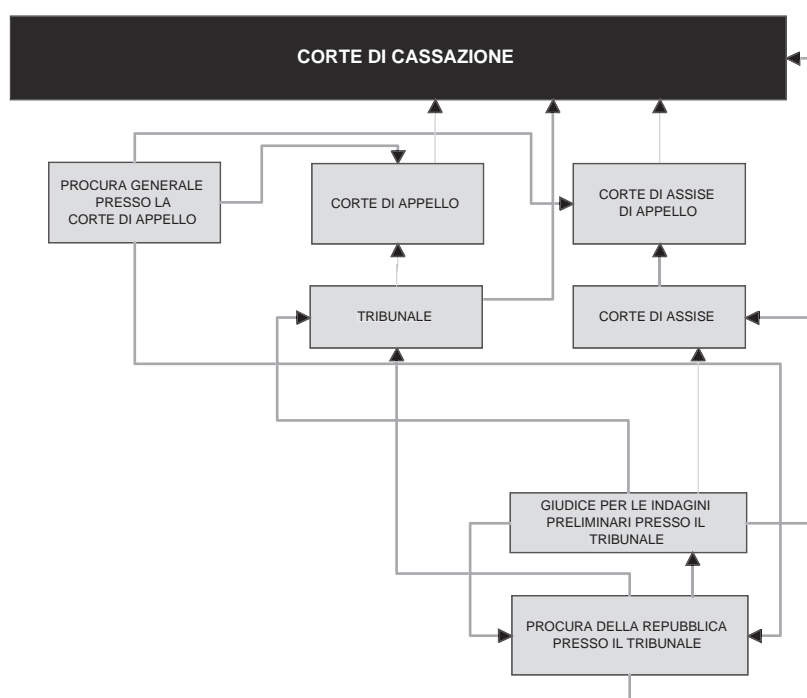 CORTE DI CASSAZIONE
PROCURA GENERALE
PRESSO LA
CORTE DI APPELLO
CORTE DI APPELLO
CORTE DI ASSISE
DI APPELLO
TRIBUNALE
CORTE DI ASSISE
GIUDICE PER LE INDAGINI
PRELIMINARI PRESSO IL
TRIBUNALE
PROCURA DELLA REPUBBLICA
PRESSO IL TRIBUNALE